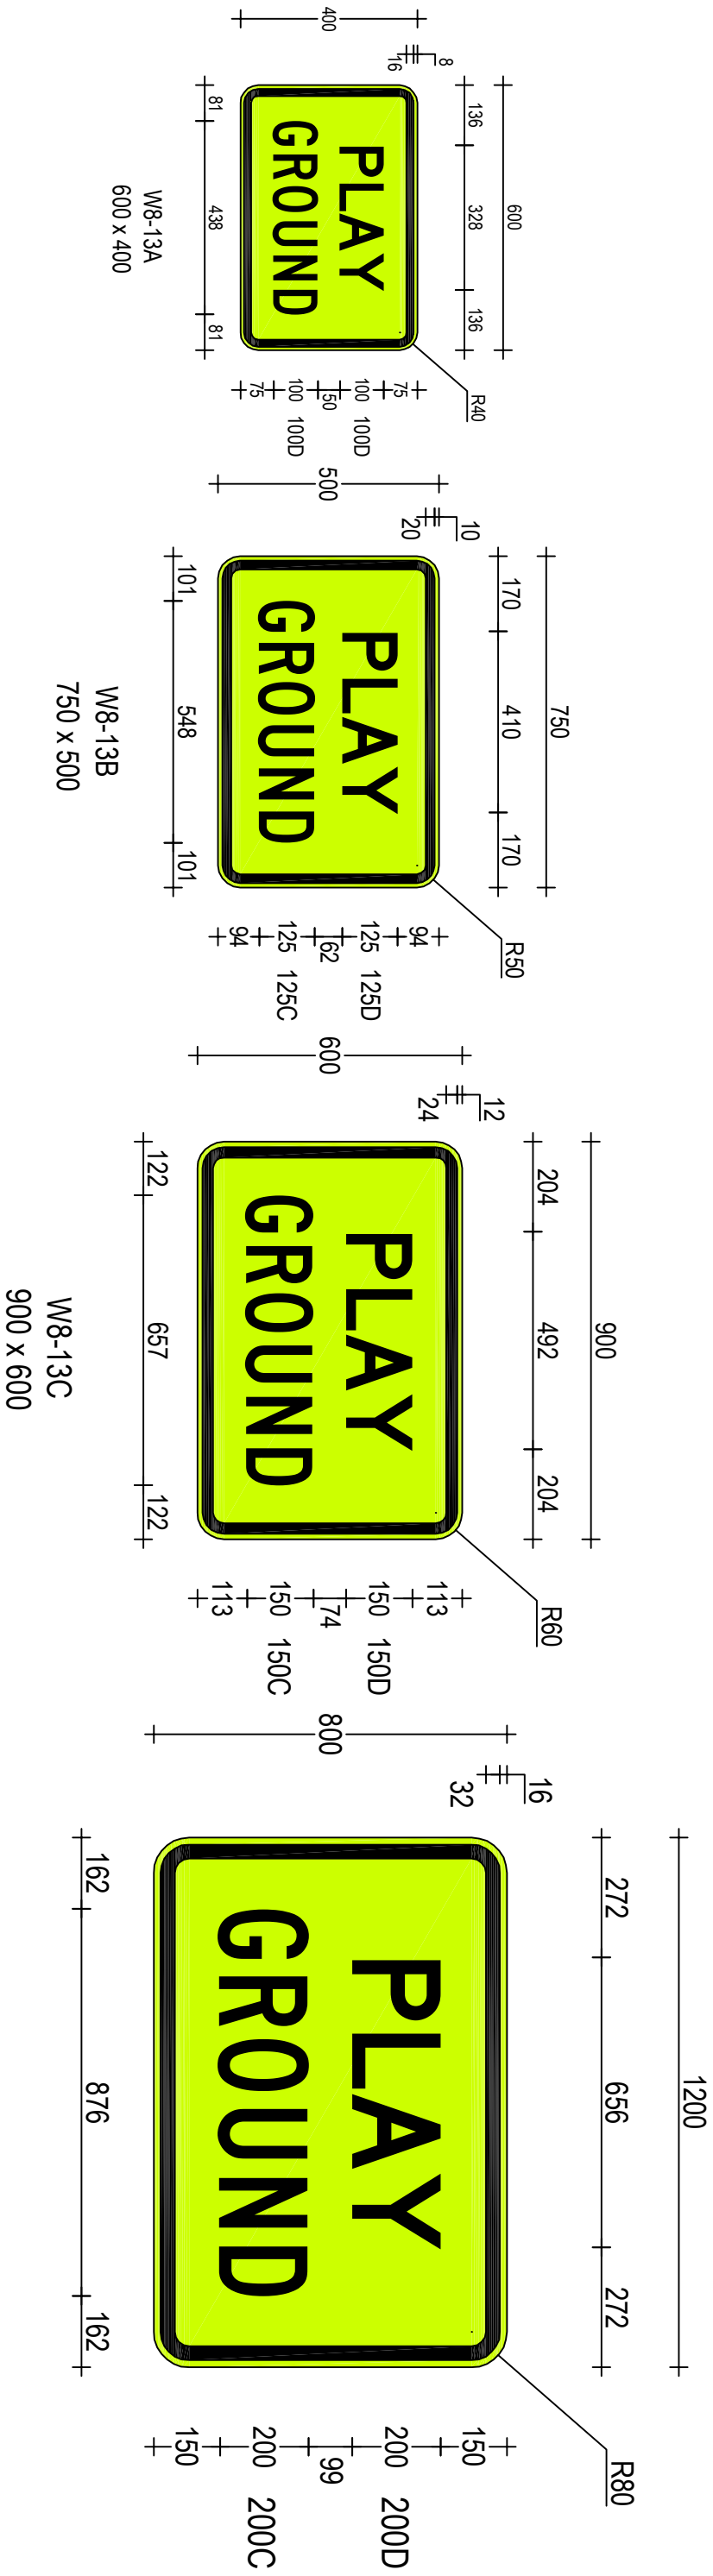 600
136 328 136
8
16
400
PLAY
GROUND
R40
75
100 100D
50
100 100D
75
81 438 81
W8-13A
600 x 400
750
170 410 170
10
20
500
PLAY
GROUND
R50
94
125 125D
62
125 125C
94
101 548 101
W8-13B
750 x 500
900
204 492 204
12
24
600
PLAY
GROUND
R60
113
150 150D
74
150 150C
113
122 657 122
W8-13C
900 x 600
1200
272 656 272
16
32
800
PLAY
GROUND
R80
150
200 200D
99
200 200C
150
162 876 162